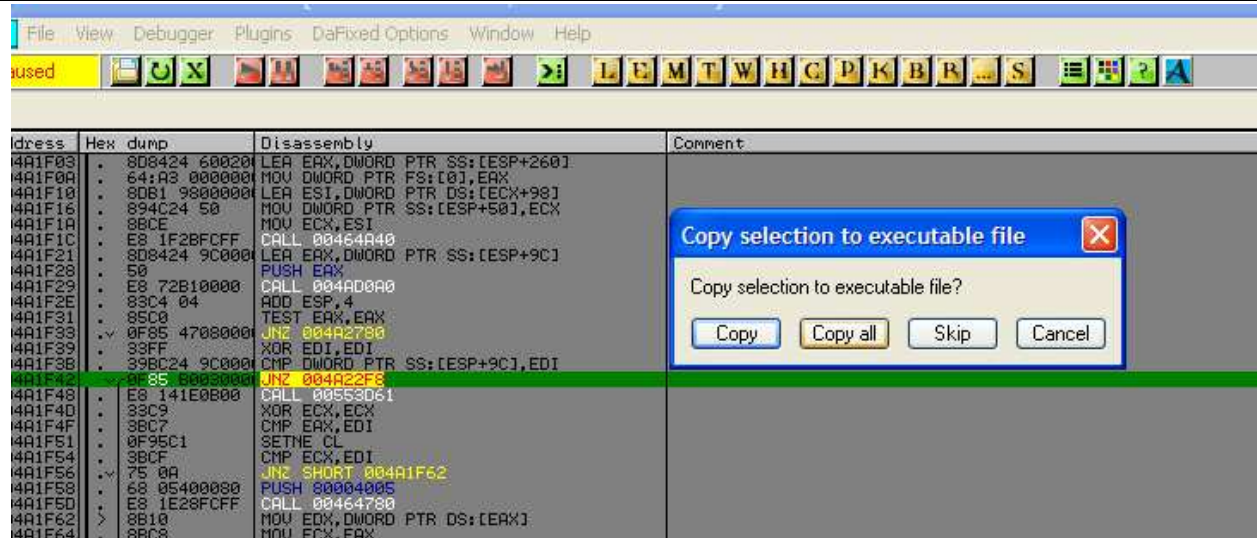 File View Debugger Plugins DaFixed Options Window Help
aused L E M T W H C P K B R ... S ? A
ddress Hex dump Disassembly Comment
4A1F03 . 8D8424 600200 LEA EAX,DWORD PTR SS:[ESP+260]
4A1F0A . 64:A3 000000 MOV DWORD PTR FS:[0],EAX
4A1F10 . 8DB1 9800000 LEA ESI,DWORD PTR DS:[ECX+98]
4A1F16 . 894C24 50 MOV DWORD PTR SS:[ESP+50],ECX
4A1F1A . 8BCE MOV ECX,ESI
4A1F1C . E8 1F2BFCFF CALL 00464A40
4A1F21 . 8D8424 9C000 LEA EAX,DWORD PTR SS:[ESP+9C]
4A1F28 . 50 PUSH EAX
4A1F29 . E8 72B10000 CALL 004AD0A0
4A1F2E . 83C4 04 ADD ESP,4
4A1F31 . 85C0 TEST EAX,EAX
4A1F33 .v 0F85 4708000 JNZ 004A2780
4A1F39 . 33FF XOR EDI,EDI
4A1F3B . 39BC24 9C000 CMP DWORD PTR SS:[ESP+9C],EDI
4A1F42 0F85 B003000 JNZ 004A22F8
4A1F48 . E8 141E0B00 CALL 00553D61
4A1F4D . 33C9 XOR ECX,ECX
4A1F4F . 3BC7 CMP EAX,EDI
4A1F51 . 0F95C1 SETNE CL
4A1F54 . 3BCF CMP ECX,EDI
4A1F56 .v 75 0A JNZ SHORT 004A1F62
4A1F58 . 68 05400080 PUSH 80004005
4A1F5D . E8 1E28FCFF CALL 00464780
4A1F62 > 8B10 MOV EDX,DWORD PTR DS:[EAX]
4A1F64 . 8BC8 MOV ECX,EAX
Copy selection to executable file
Copy selection to executable file?
Copy Copy all Skip Cancel